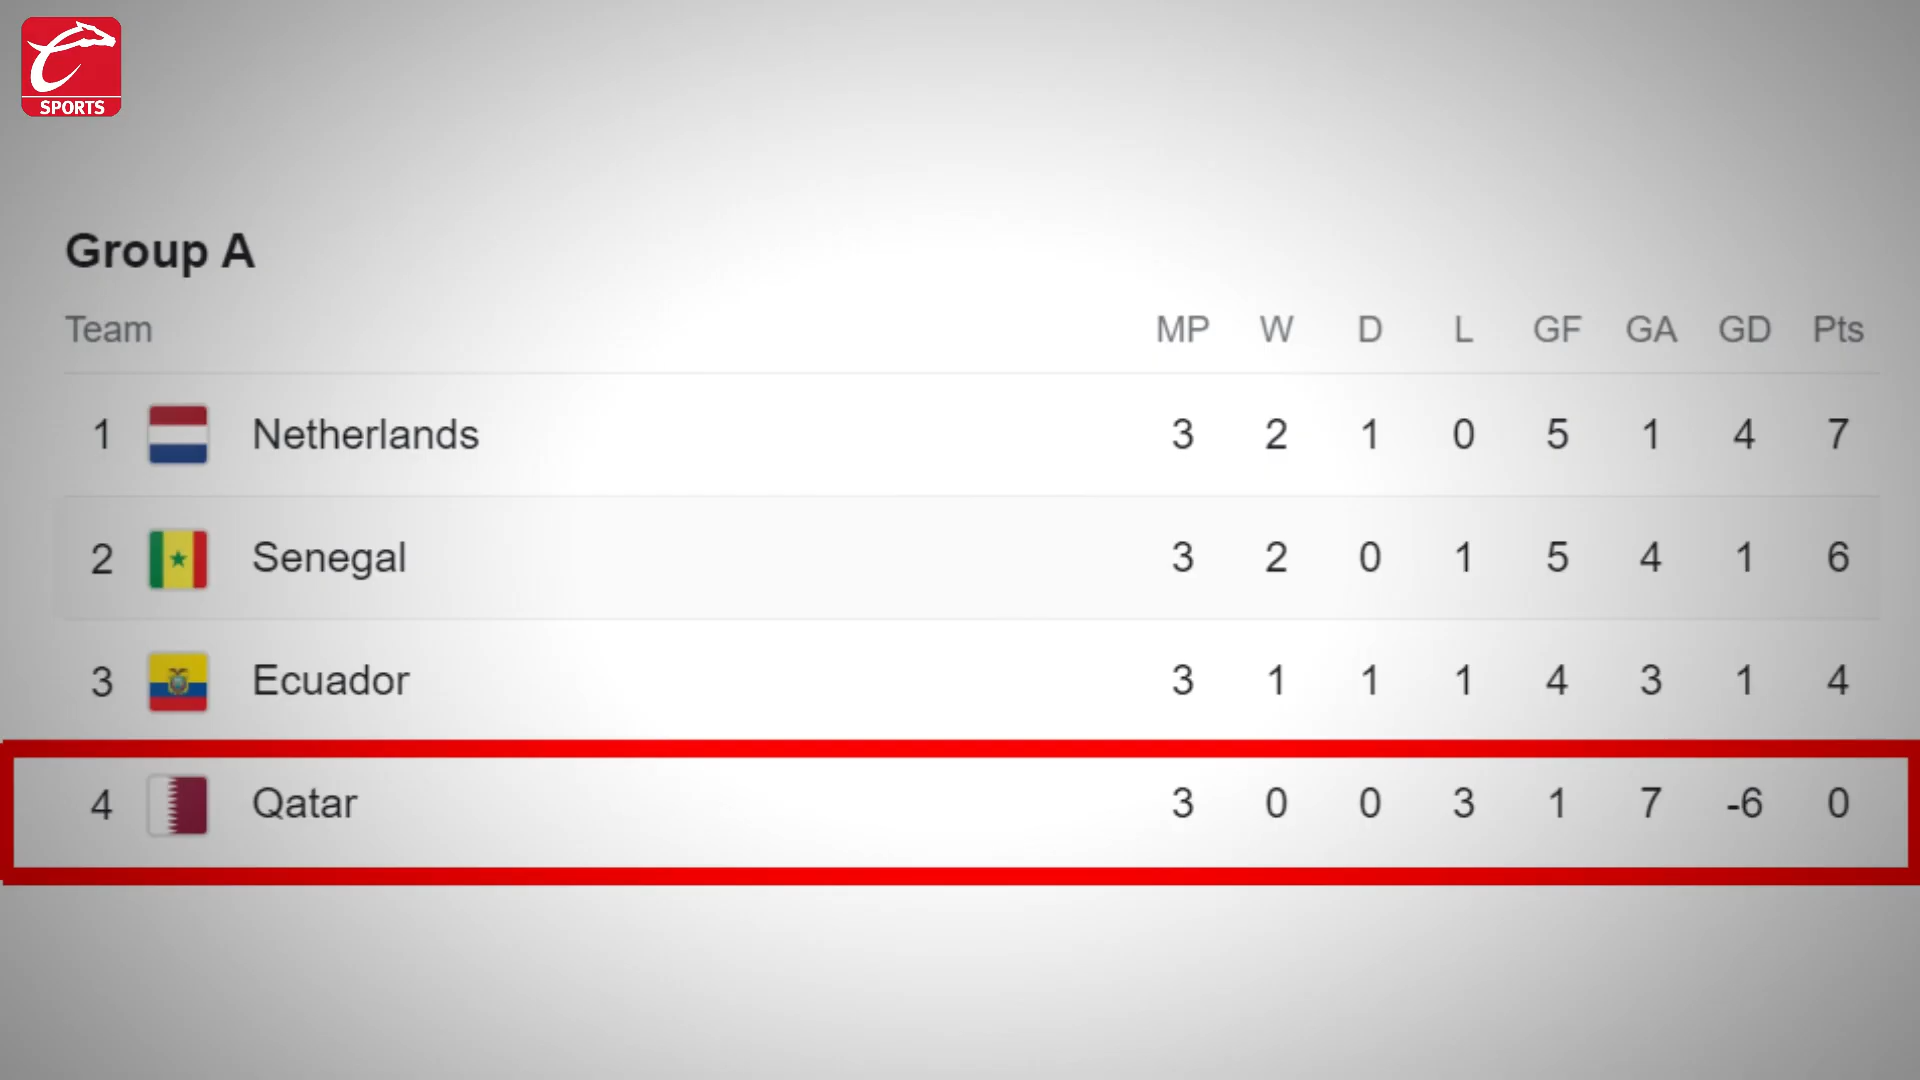 SPORTS
Group A
Team MP W D L GF GA GD Pts
1 Netherlands 3 2 1 0 5 1 4 7
2 Senegal 3 2 0 1 5 4 1 6
3 Ecuador 3 1 1 1 4 3 1 4
4 Qatar 3 0 0 3 1 7 -6 0